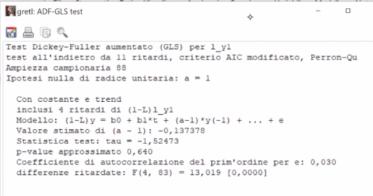 gretl: ADF-GLS test
Test Dickey-Fuller aumentato (GLS) per l_y1
test all'indietro da 11 ritardi, criterio AIC modificato, Perron-Qu
Ampiezza campionaria 88
Ipotesi nulla di radice unitaria: a = 1
Con costante e trend
inclusi 4 ritardi di (1-L)l_y1
Modello: (1-L)y = b0 + b1*t + (a-1)*y(-1) + ... + e
Valore stimato di (a - 1): -0,137378
Statistica test: tau = -1,52473
p-value approssimato 0,640
Coefficiente di autocorrelazione del prim'ordine per e: 0,030
differenze ritardate: F(4, 83) = 13,019 [0,0000]